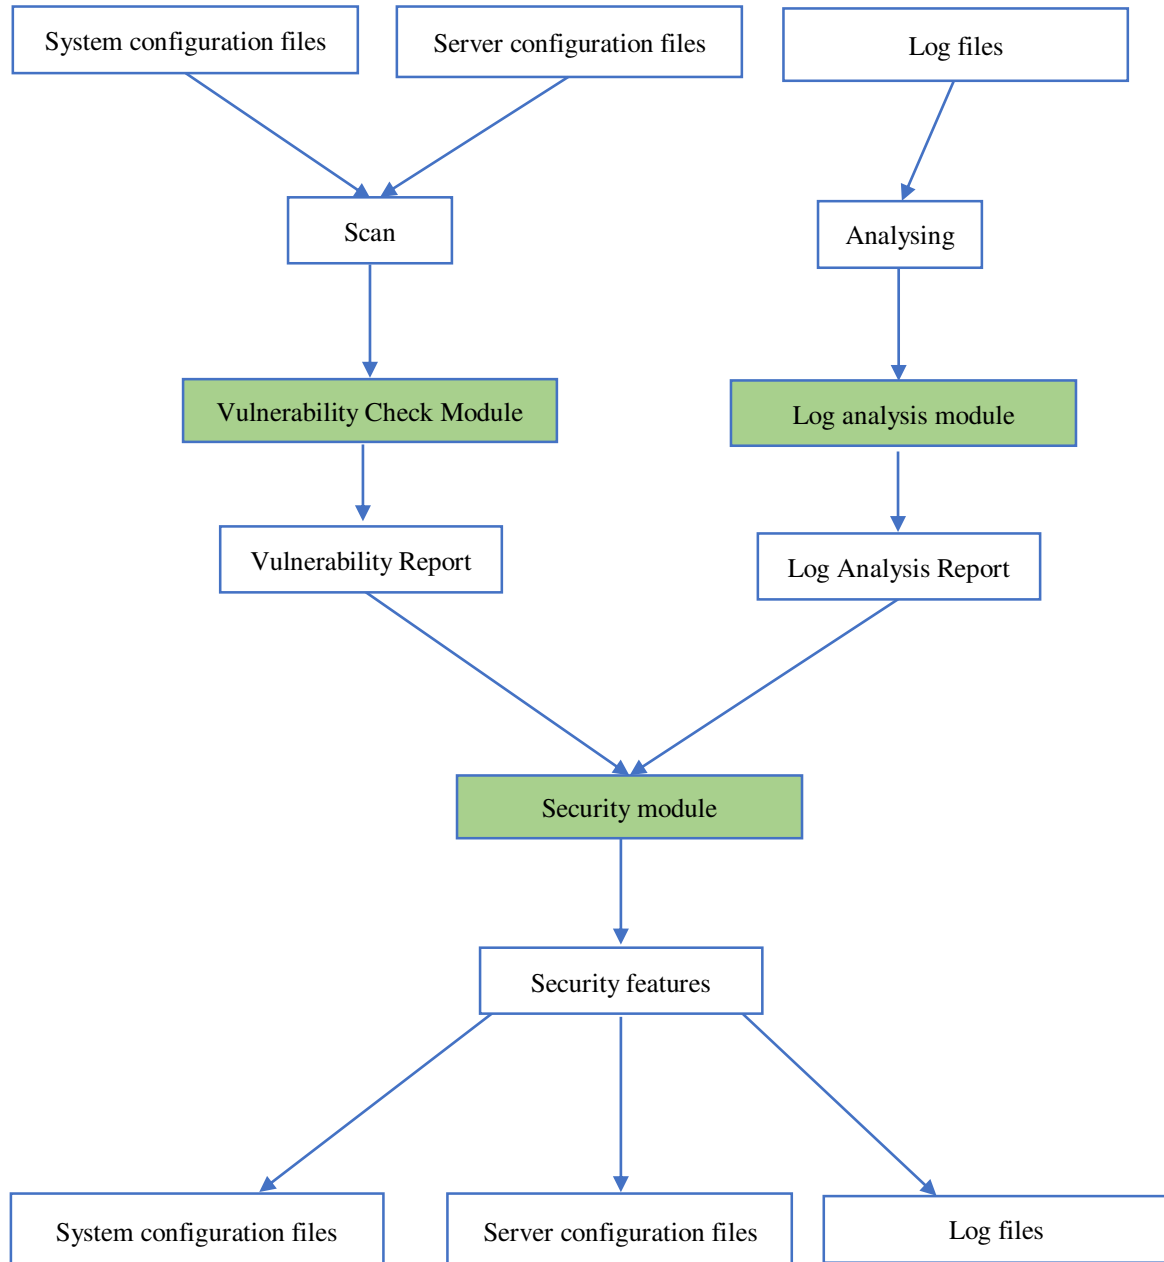 System configuration files
Server configuration files
Log files
Scan
Analysing
Vulnerability Check Module
Log analysis module
Vulnerability Report
Log Analysis Report
Security module
Security features
System configuration files
Server configuration files
Log files